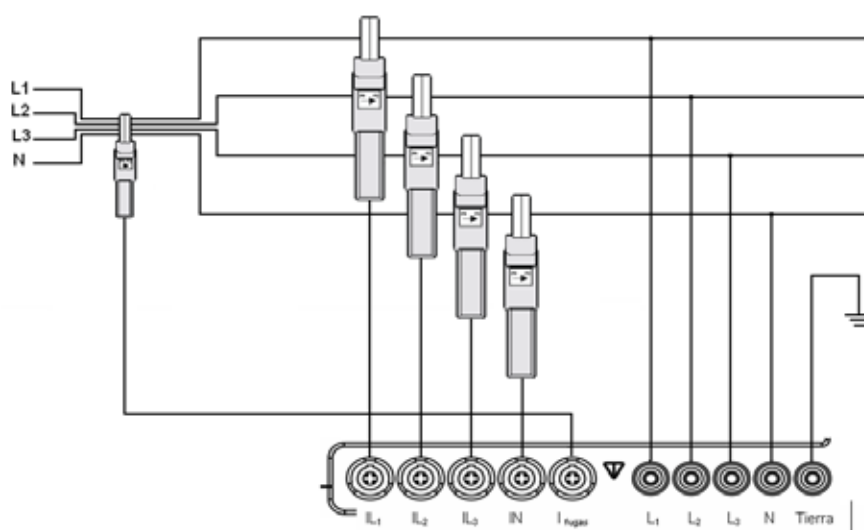 L1
L2
L3
N
IL₁ IL₂ IL₃ IN I fugas L₁ L₂ L₃ N Tierra